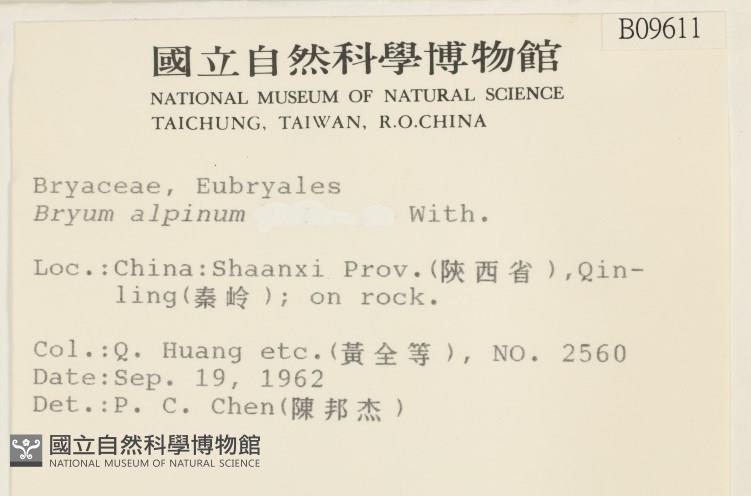 B09611
國立自然科學博物館
NATIONAL MUSEUM OF NATURAL SCIENCE
TAICHUNG, TAIWAN, R.O.CHINA
Bryaceae, Eubryales
Bryum alpinum With.
Loc.:China:Shaanxi Prov.(陝西省),Qin-
ling(秦岭); on rock.
Col.:Q. Huang etc.(黃全等), NO. 2560
Date:Sep. 19, 1962
Det.:P. C. Chen(陳邦杰)
國立自然科學博物館
NATIONAL MUSEUM OF NATURAL SCIENCE